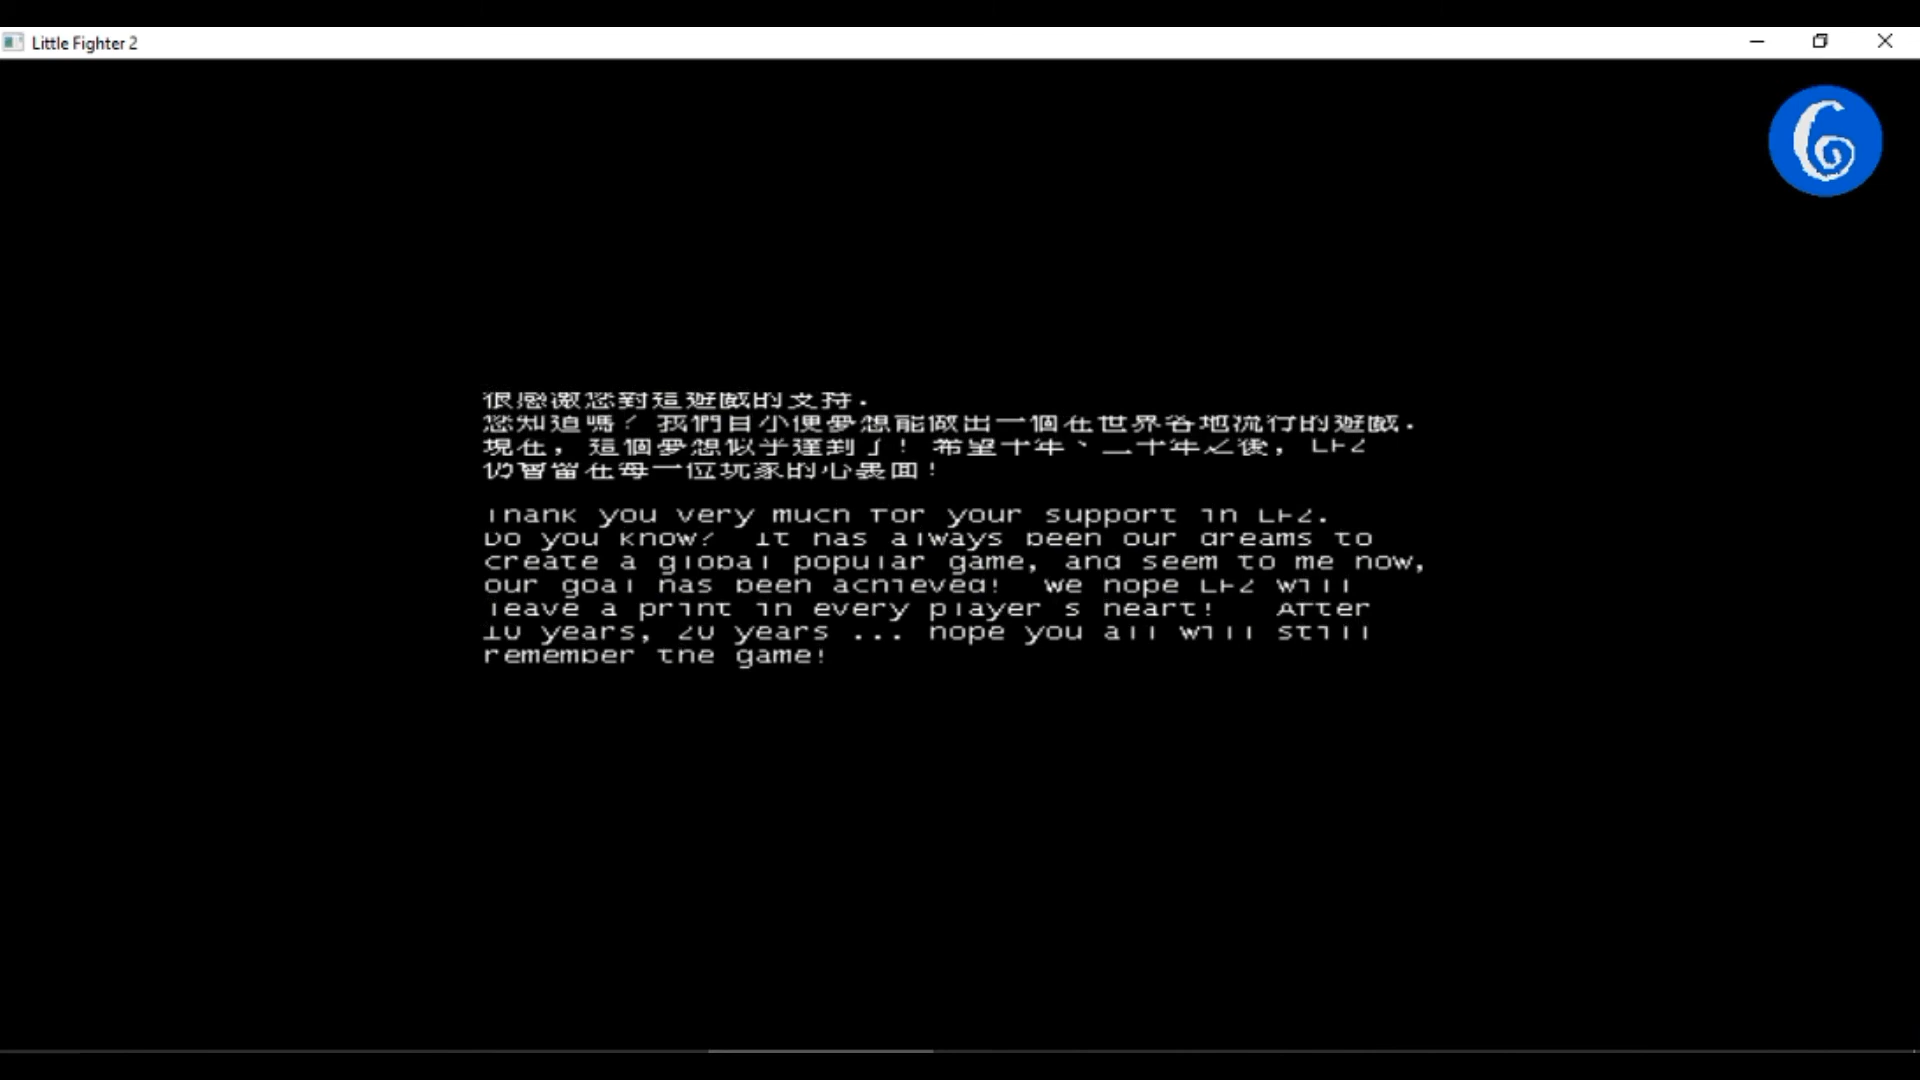 Little Fighter 2
很感激您對這遊戲的支持.
您知道嗎? 我們自小便夢想能做出一個在世界各地流行的遊戲.
現在, 這個夢想似乎達到了! 希望十年、二十年之後, LF2
仍會留在每一位玩家的心裏面!
Thank you very much for your support in LF2.
Do you know? It has always been our dreams to
create a global popular game, and seem to me now,
our goal has been achieved! We hope LF2 will
leave a print in every player s heart! After
10 years, 20 years ... hope you all will still
remember the game!